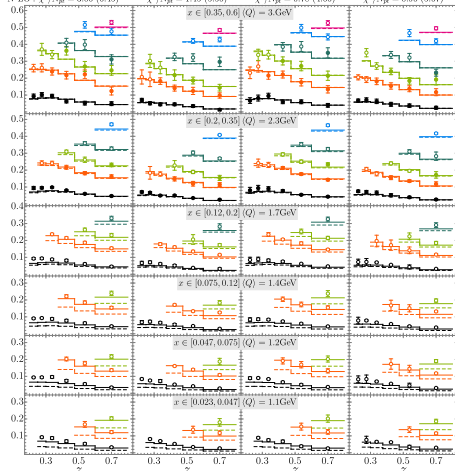 x ∈ [0.35, 0.6] ⟨Q⟩ = 3.GeV
0.6
0.5
0.4
0.3
0.2
0.1
x ∈ [0.2, 0.35] ⟨Q⟩ = 2.3GeV
0.5
0.4
0.3
0.2
0.1
x ∈ [0.12, 0.2] ⟨Q⟩ = 1.7GeV
0.3
0.2
0.1
x ∈ [0.075, 0.12] ⟨Q⟩ = 1.4GeV
0.3
0.2
0.1
x ∈ [0.047, 0.075] ⟨Q⟩ = 1.2GeV
0.3
0.2
0.1
x ∈ [0.023, 0.047] ⟨Q⟩ = 1.1GeV
0.3
0.2
0.1
0.3 0.5 0.7 0.3 0.5 0.7 0.3 0.5 0.7 0.3 0.5 0.7
z z z z